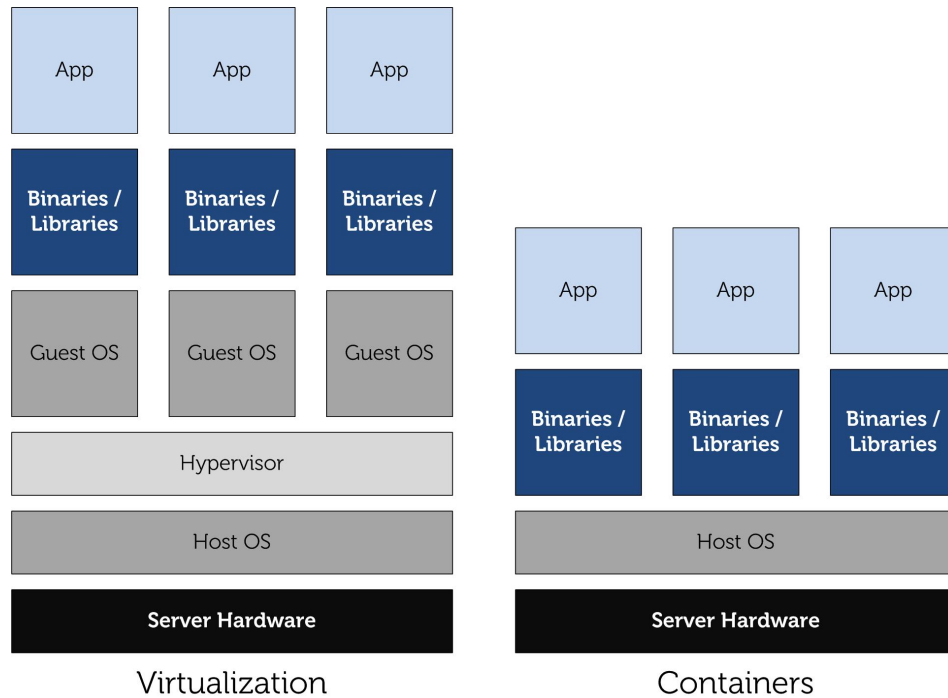 App
App
App
Binaries /
Libraries
Binaries /
Libraries
Binaries /
Libraries
Guest OS
Guest OS
Guest OS
Hypervisor
Host OS
Server Hardware
Virtualization
App
App
App
Binaries /
Libraries
Binaries /
Libraries
Binaries /
Libraries
Host OS
Server Hardware
Containers